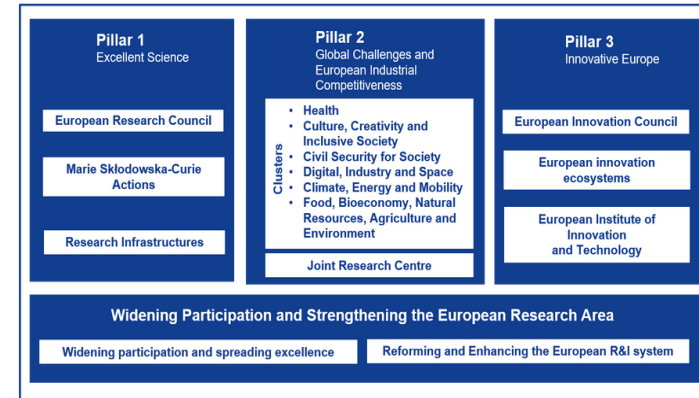 Pillar 1
Excellent Science
European Research Council
Marie Skłodowska-Curie
Actions
Research Infrastructures
Pillar 2
Global Challenges and
European Industrial
Competitiveness
Clusters
• Health
• Culture, Creativity and
Inclusive Society
• Civil Security for Society
• Digital, Industry and Space
• Climate, Energy and Mobility
• Food, Bioeconomy, Natural
Resources, Agriculture and
Environment
Joint Research Centre
Pillar 3
Innovative Europe
European Innovation Council
European innovation
ecosystems
European Institute of
Innovation
and Technology
Widening Participation and Strengthening the European Research Area
Widening participation and spreading excellence
Reforming and Enhancing the European R&I system